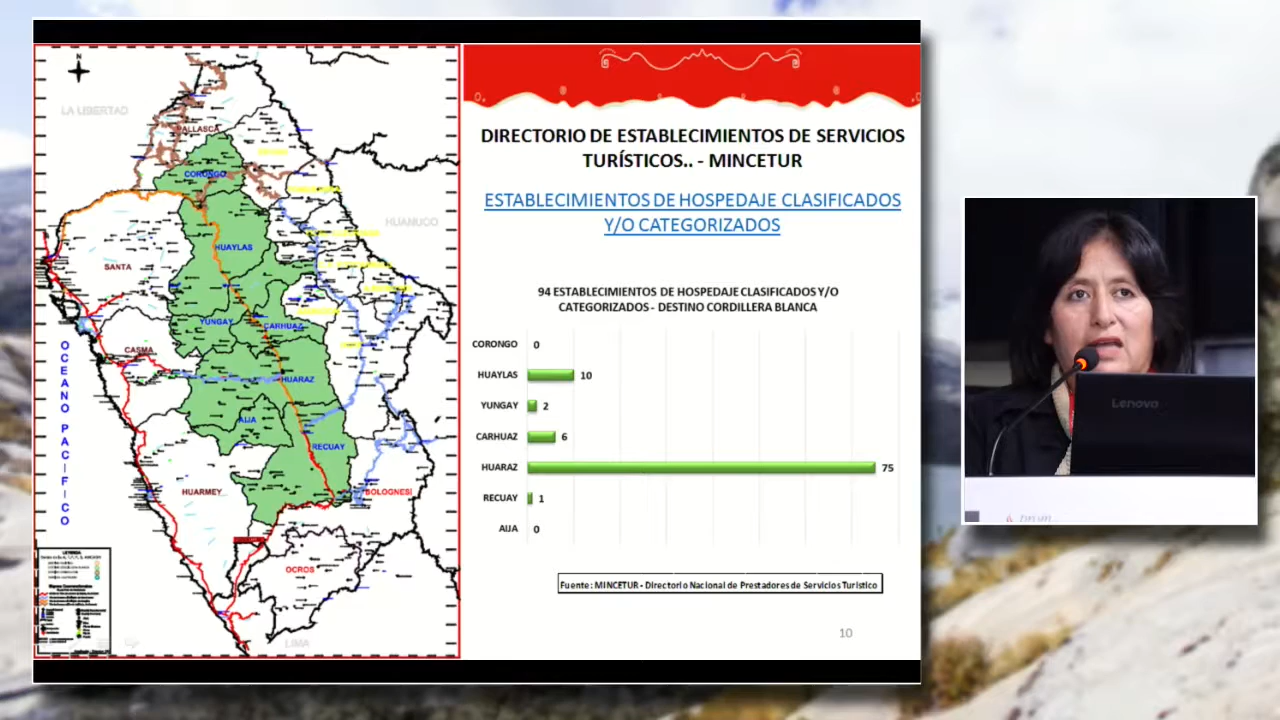 N
LA LIBERTAD
PALLASCA
CORONGO
HUANUCO
HUAYLAS
SANTA
YUNGAY
CARHUAZ
CASMA
HUARAZ
AIJA
RECUAY
HUARMEY
BOLOGNESI
OCROS
LIMA
OCEANO PACIFICO
LEYENDA
DIRECTORIO DE ESTABLECIMIENTOS DE SERVICIOS
TURÍSTICOS.. - MINCETUR
ESTABLECIMIENTOS DE HOSPEDAJE CLASIFICADOS
Y/O CATEGORIZADOS
94 ESTABLECIMIENTOS DE HOSPEDAJE CLASIFICADOS Y/O
CATEGORIZADOS - DESTINO CORDILLERA BLANCA
CORONGO 0
HUAYLAS 10
YUNGAY 2
CARHUAZ 6
HUARAZ 75
RECUAY 1
AIJA 0
Fuente: MINCETUR - Directorio Nacional de Prestadores de Servicios Turístico
10
Lenovo